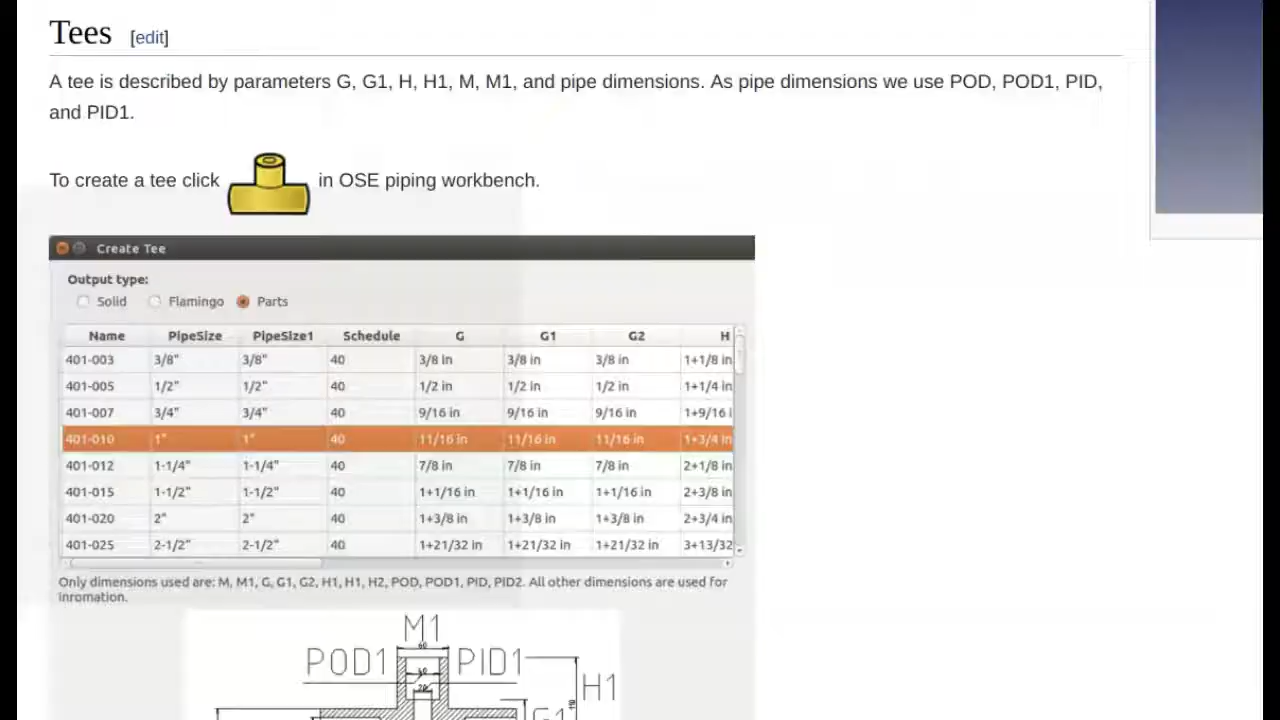 Tees [edit]
A tee is described by parameters G, G1, H, H1, M, M1, and pipe dimensions. As pipe dimensions we use POD, POD1, PID,
and PID1.
To create a tee click in OSE piping workbench.
Create Tee
Output type:
Solid Flamingo Parts
Name PipeSize PipeSize1 Schedule G G1 G2 H
401-003 3/8" 3/8" 40 3/8 in 3/8 in 3/8 in 1+1/8 in
401-005 1/2" 1/2" 40 1/2 in 1/2 in 1/2 in 1+1/4 in
401-007 3/4" 3/4" 40 9/16 in 9/16 in 9/16 in 1+9/16 i
401-010 1" 1" 40 11/16 in 11/16 in 11/16 in 1+3/4 in
401-012 1-1/4" 1-1/4" 40 7/8 in 7/8 in 7/8 in 2+1/8 in
401-015 1-1/2" 1-1/2" 40 1+1/16 in 1+1/16 in 1+1/16 in 2+3/8 in
401-020 2" 2" 40 1+3/8 in 1+3/8 in 1+3/8 in 2+3/4 in
401-025 2-1/2" 2-1/2" 40 1+21/32 in 1+21/32 in 1+21/32 in 3+13/32
Only dimensions used are: M, M1, G, G1, G2, H1, H1, H2, POD, POD1, PID, PID2. All other dimensions are used for
inromation.
M1
60
POD1 PID1
H1
G1